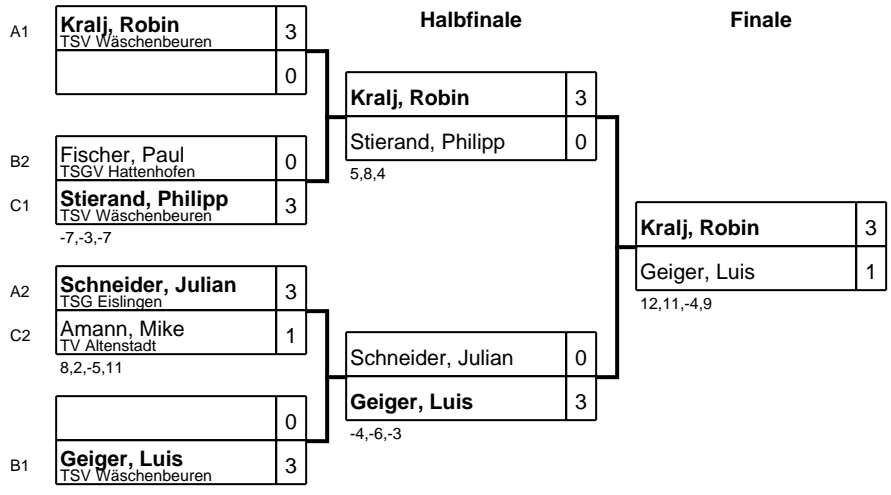 Halbfinale
Finale
A1
Kralj, Robin
TSV Wäschenbeuren
3
0
B2
Fischer, Paul
TSGV Hattenhofen
0
C1
Stierand, Philipp
TSV Wäschenbeuren
3
-7,-3,-7
A2
Schneider, Julian
TSG Eislingen
3
C2
Amann, Mike
TV Altenstadt
1
8,2,-5,11
0
B1
Geiger, Luis
TSV Wäschenbeuren
3
Kralj, Robin
3
Stierand, Philipp
0
5,8,4
Schneider, Julian
0
Geiger, Luis
3
-4,-6,-3
Kralj, Robin
3
Geiger, Luis
1
12,11,-4,9